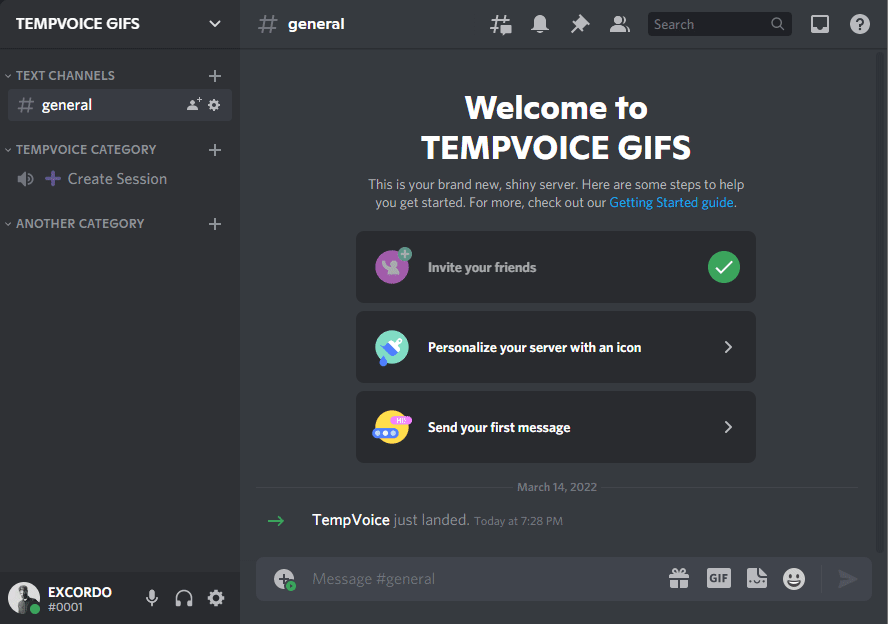 TEMPVOICE GIFS
general
Search
TEXT CHANNELS
general
TEMPVOICE CATEGORY
Create Session
ANOTHER CATEGORY
Welcome to
TEMPVOICE GIFS
This is your brand new, shiny server. Here are some steps to help
you get started. For more, check out our Getting Started guide.
Invite your friends
Personalize your server with an icon
HI!
Send your first message
March 14, 2022
TempVoice just landed. Today at 7:28 PM
Message #general
GIF
EXCORDO
#0001